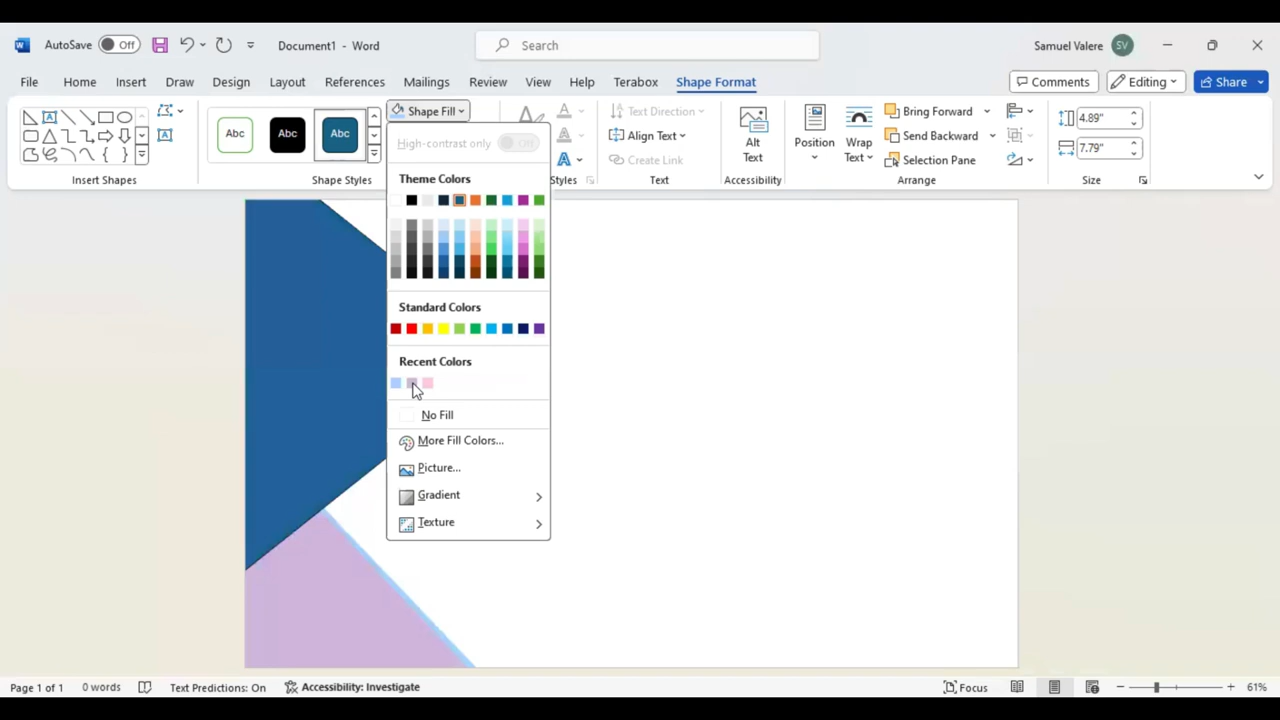 AutoSave Off Document1 - Word Search Samuel Valere SV
File Home Insert Draw Design Layout References Mailings Review View Help Terabox Shape Format Comments Editing Share
Abc Abc Abc Shape Fill Text Direction Bring Forward 4.89"
High-contrast only Off Align Text Alt Text Position Wrap Text Send Backward 7.79"
Create Link Selection Pane
Insert Shapes Shape Styles Styles Text Accessibility Arrange Size
Theme Colors
Standard Colors
Recent Colors
No Fill
More Fill Colors...
Picture...
Gradient
Texture
Page 1 of 1 0 words Text Predictions: On Accessibility: Investigate Focus 61%